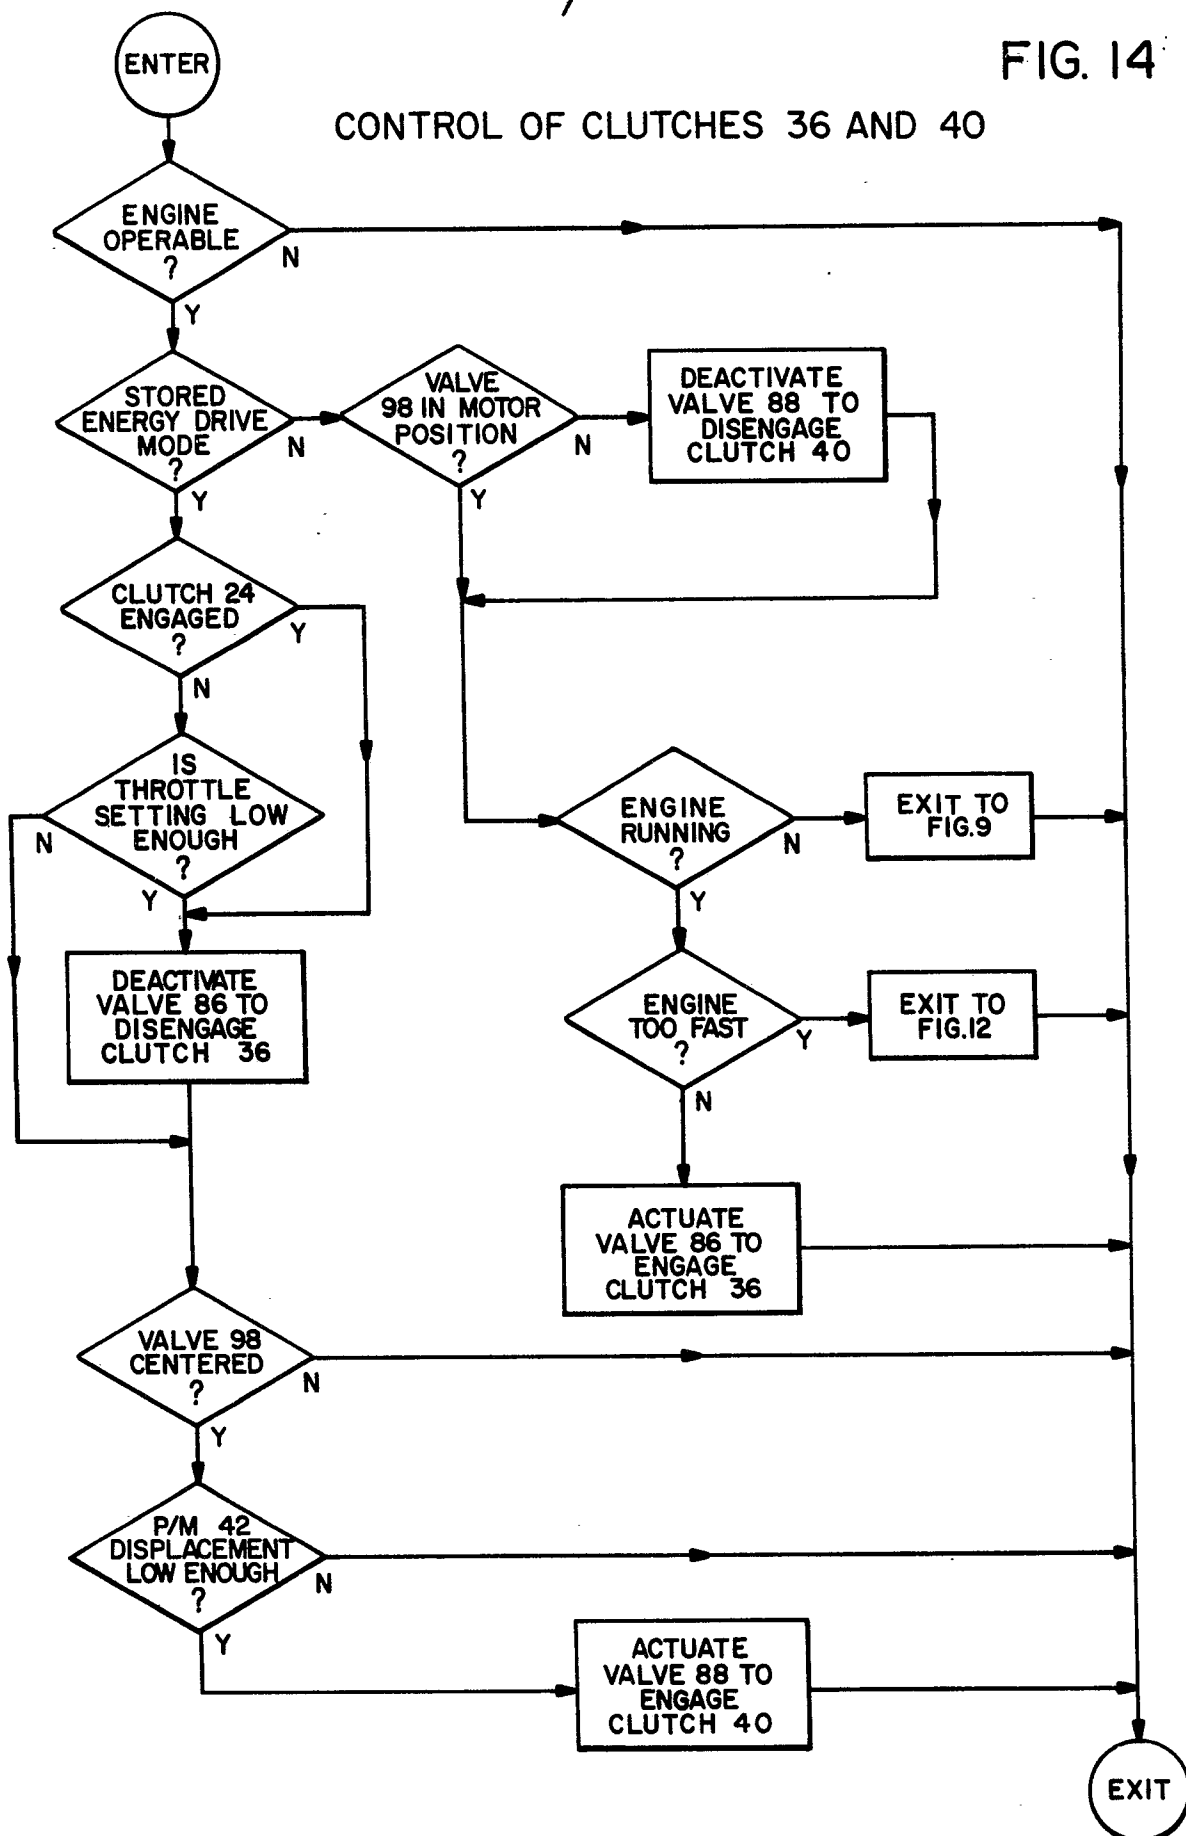 FIG. 14
CONTROL OF CLUTCHES 36 AND 40
ENTER
ENGINE
OPERABLE
?
N
Y
STORED
ENERGY DRIVE
MODE
?
N
Y
VALVE
98 IN MOTOR
POSITION
?
N
Y
DEACTIVATE
VALVE 88 TO
DISENGAGE
CLUTCH 40
CLUTCH 24
ENGAGED
?
Y
N
IS
THROTTLE
SETTING LOW
ENOUGH
?
N
Y
ENGINE
RUNNING
?
N
Y
EXIT TO
FIG.9
DEACTIVATE
VALVE 86 TO
DISENGAGE
CLUTCH 36
ENGINE
TOO FAST
?
Y
N
EXIT TO
FIG.12
ACTUATE
VALVE 86 TO
ENGAGE
CLUTCH 36
VALVE 98
CENTERED
?
N
Y
P/M 42
DISPLACEMENT
LOW ENOUGH
?
N
Y
ACTUATE
VALVE 88 TO
ENGAGE
CLUTCH 40
EXIT